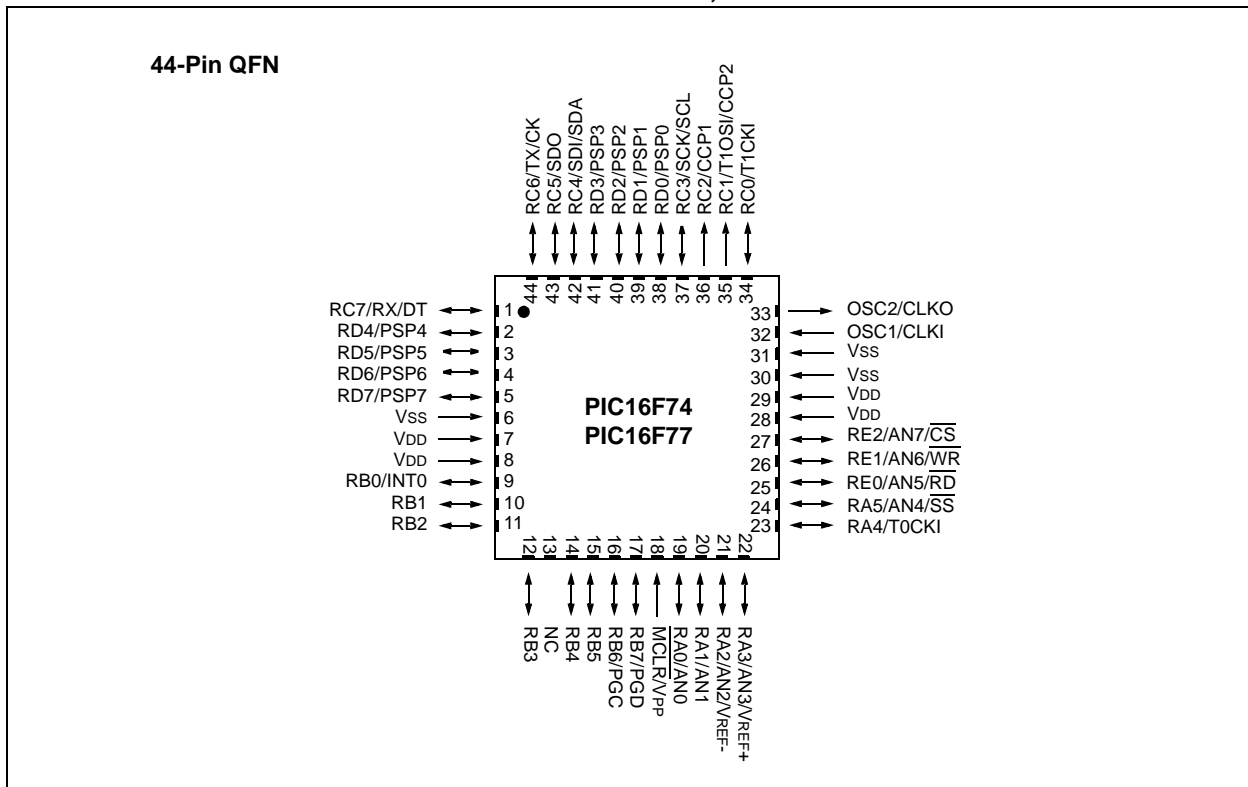 44-Pin QFN
RC6/TX/CK
RC5/SDO
RC4/SDI/SDA
RD3/PSP3
RD2/PSP2
RD1/PSP1
RD0/PSP0
RC3/SCK/SCL
RC2/CCP1
RC1/T1OSI/CCP2
RC0/T1CKI
44
43
42
41
40
39
38
37
36
35
34
RC7/RX/DT 1
RD4/PSP4 2
RD5/PSP5 3
RD6/PSP6 4
RD7/PSP7 5
VSS 6
VDD 7
VDD 8
RB0/INT0 9
RB1 10
RB2 11
PIC16F74
PIC16F77
33 OSC2/CLKO
32 OSC1/CLKI
31 VSS
30 VSS
29 VDD
28 VDD
27 RE2/AN7/CS
26 RE1/AN6/WR
25 RE0/AN5/RD
24 RA5/AN4/SS
23 RA4/T0CKI
12
13
14
15
16
17
18
19
20
21
22
RB3
NC
RB4
RB5
RB6/PGC
RB7/PGD
MCLR/VPP
RA0/AN0
RA1/AN1
RA2/AN2/VREF-
RA3/AN3/VREF+